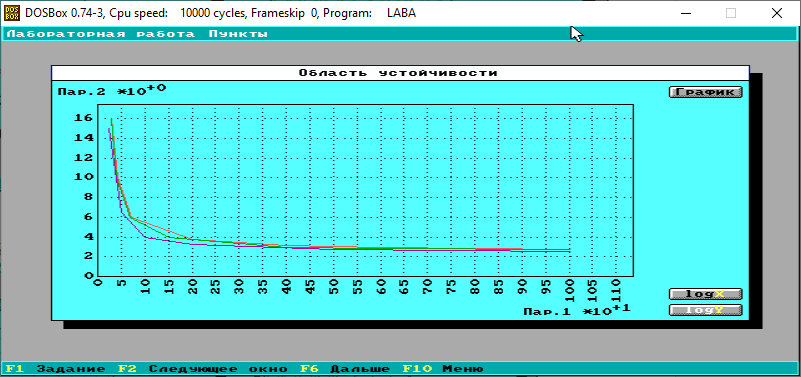 DOSBox 0.74-3, Cpu speed: 10000 cycles, Frameskip 0, Program: LABA
Лабораторная работа Пункты
Область устойчивости
Пар.2 *10+0
График
16
14
12
10
8
6
4
2
0
0 5 10 15 20 25 30 35 40 45 50 55 60 65 70 75 80 85 90 95 100 105 110
logX
Пар.1 *10+1
logY
F1 Задание F2 Следующее окно F6 Дальше F10 Меню